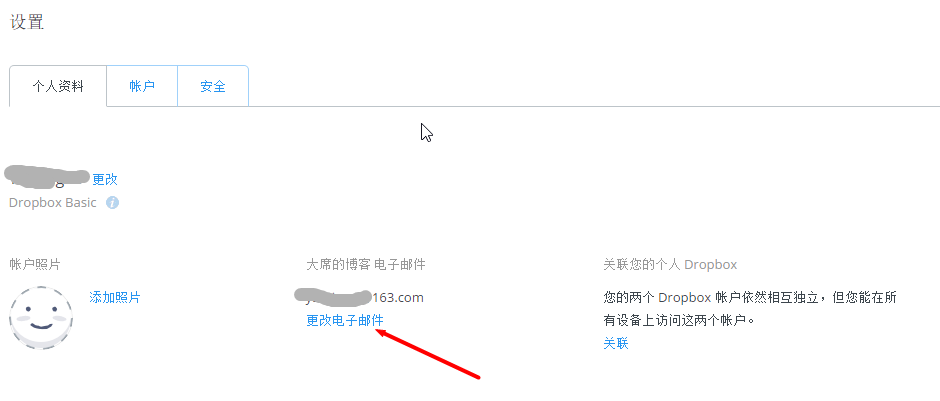 设置
个人资料 帐户 安全
更改
Dropbox Basic
帐户照片 大席的博客 电子邮件 关联您的个人 Dropbox
添加照片 163.com 您的两个 Dropbox 帐户依然相互独立，但您能在所
更改电子邮件 有设备上访问这两个帐户。
关联